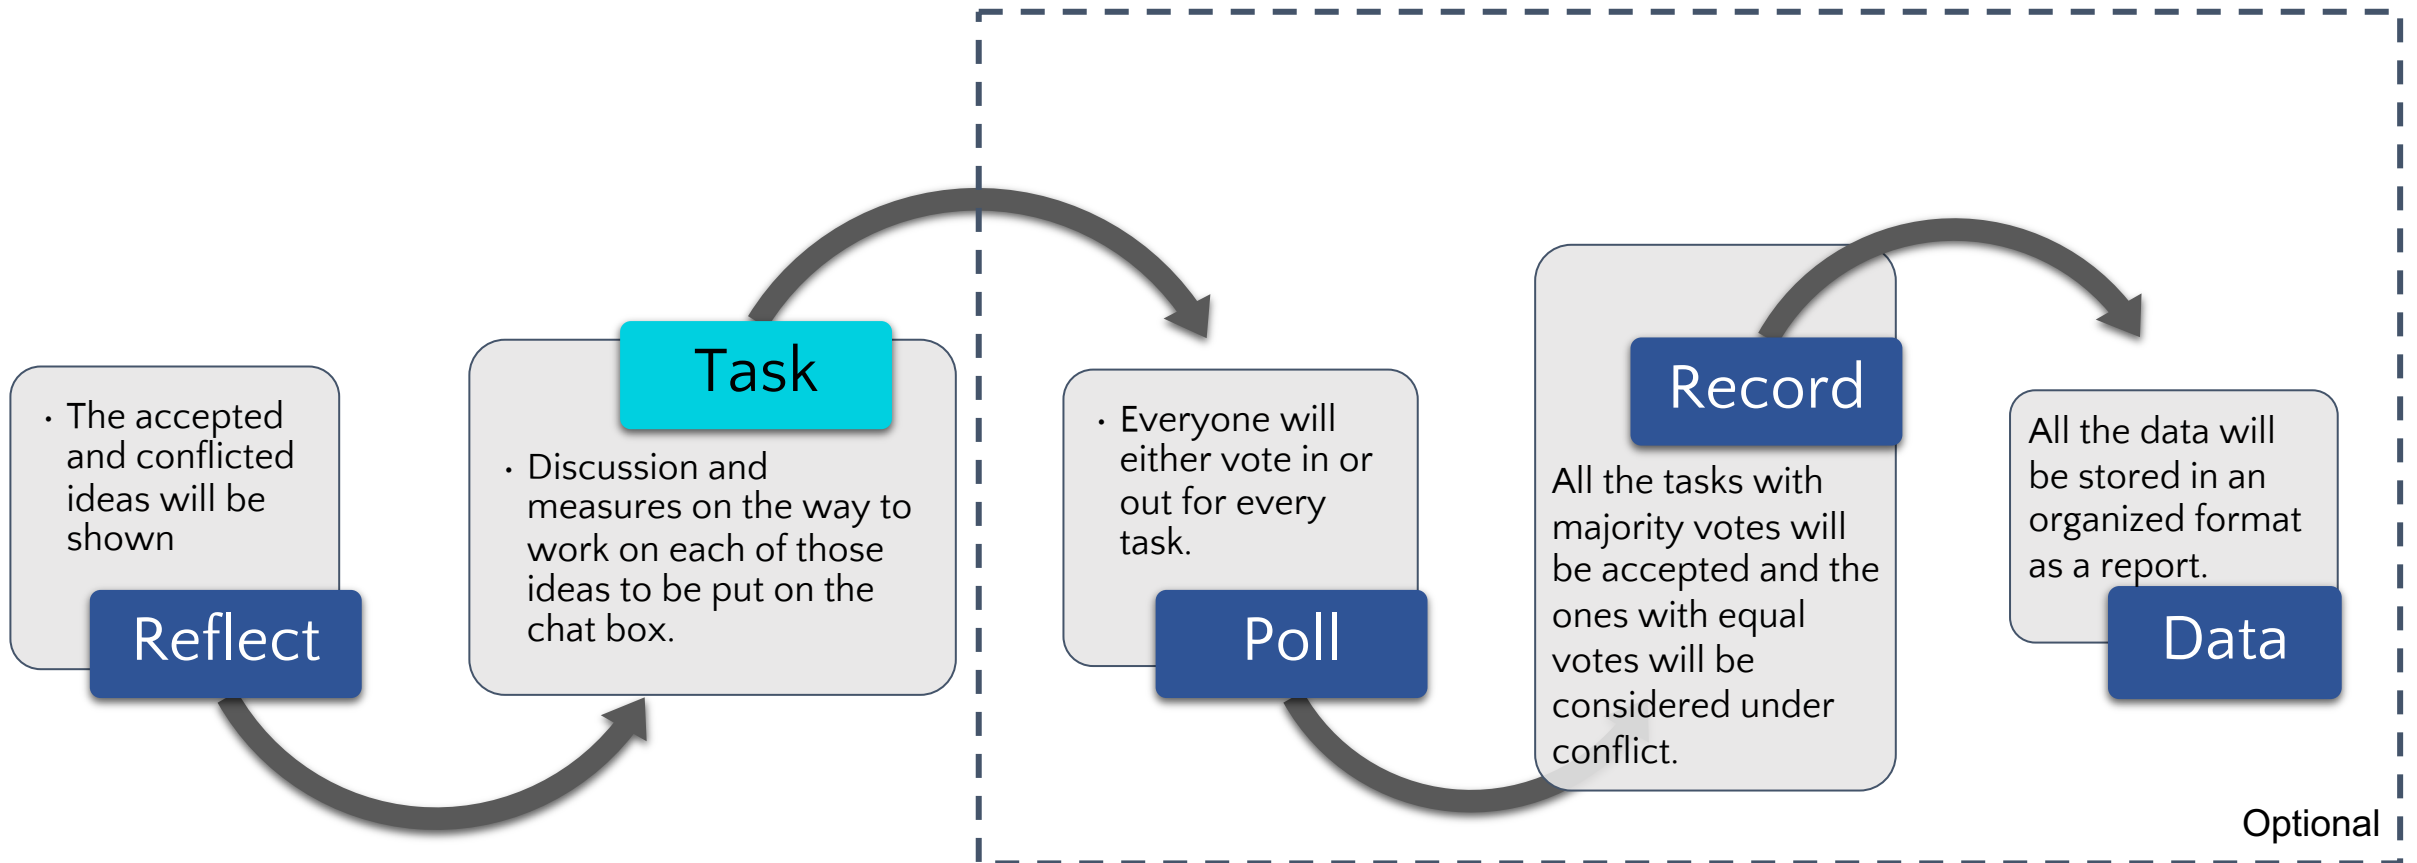 · The accepted
and conflicted
ideas will be
shown
Reflect
Task
· Discussion and
measures on the way to
work on each of those
ideas to be put on the
chat box.
· Everyone will
either vote in or
out for every
task.
Poll
Record
All the tasks with
majority votes will
be accepted and the
ones with equal
votes will be
considered under
conflict.
All the data will
be stored in an
organized format
as a report.
Data
Optional